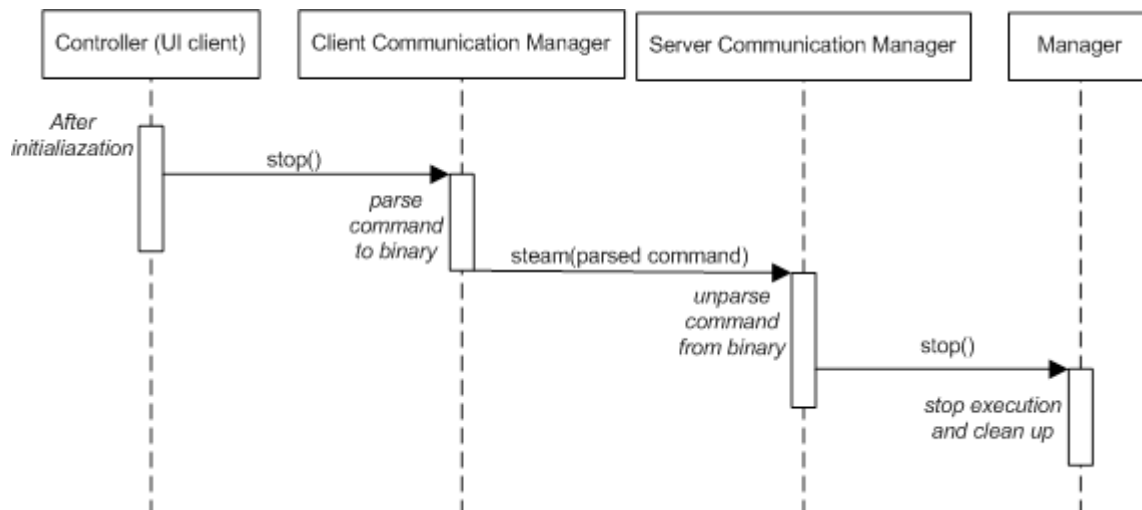 Controller (UI client)
Client Communication Manager
Server Communication Manager
Manager
After
initialiazation
stop()
parse
command
to binary
steam(parsed command)
unparse
command
from binary
stop()
stop execution
and clean up